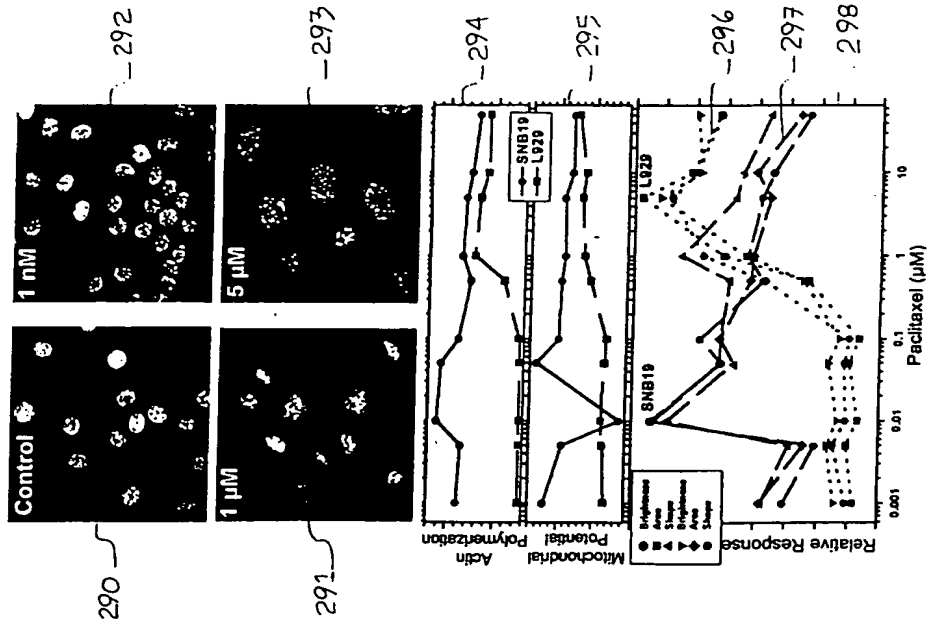 Control
1 nM
1 µM
5 µM
290
291
292
293
Actin
Polymerization
SNB19
L929
294
Mitochondrial
Potential
295
Brightness
Area
Shape
Brightness
Area
Shape
SNB19
L929
Relative Response
296
297
298
0.001
0.01
0.1
1
10
Paclitaxel (µM)